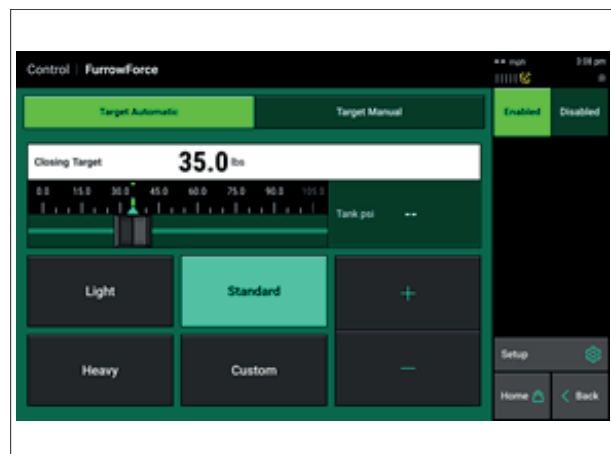 Control | FurrowForce
-- mph
3:08 pm
Target Automatic
Target Manual
Enabled
Disabled
Closing Target 35.0 lbs
0.0 15.0 30.0 45.0 60.0 75.0 90.0 105.0
Tank psi --
Light
Standard
+
Heavy
Custom
-
Setup
Home
< Back